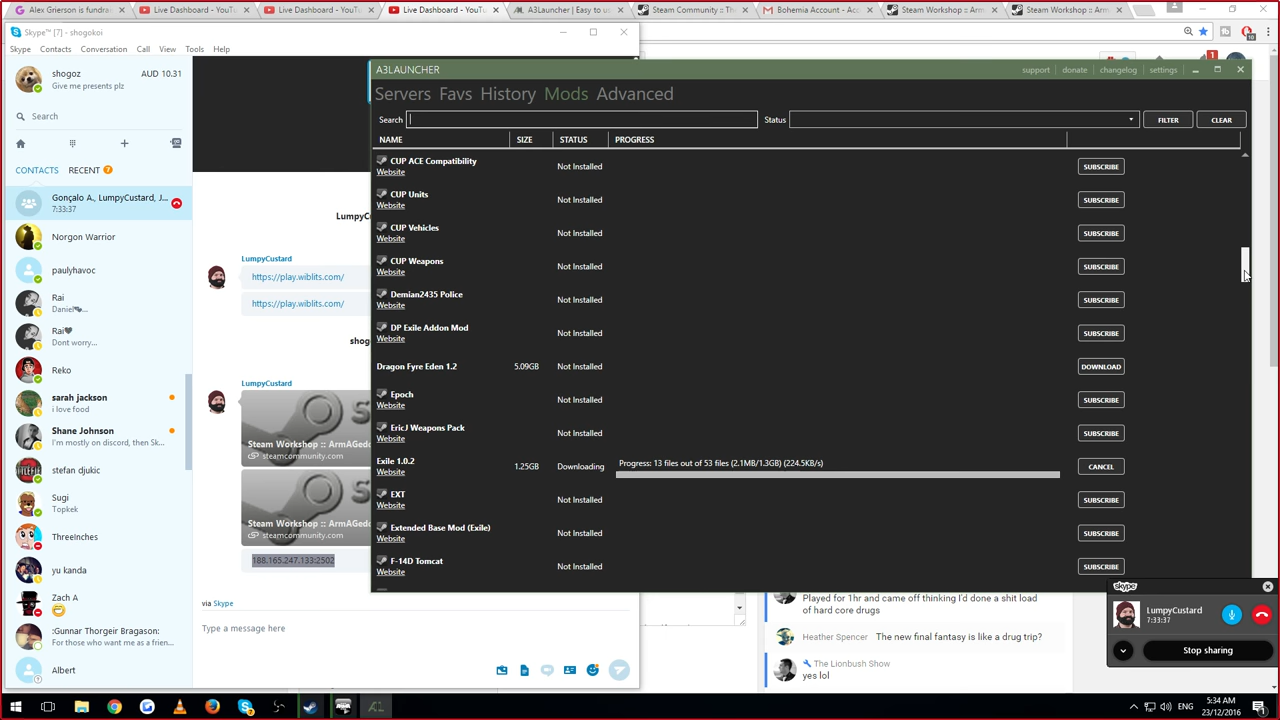 Alex Grierson is fundra
Live Dashboard - YouTu
Live Dashboard - YouTu
Live Dashboard - YouTu
A3Launcher | Easy to us
Steam Community :: Th
Bohemia Account - Acc
Steam Workshop :: Arm
Steam Workshop :: Arm
Skype™ [7] - shogokoi
Skype Contacts Conversation Call View Tools Help
shogoz AUD 10.31
Give me presents plz
Search
CONTACTS RECENT 7
Gonçalo A., LumpyCustard, J...
7:33:37
Norgon Warrior
paulyhavoc
Rai
Daniel...
Rai
Dont worry...
Reko
sarah jackson
i love food
Shane Johnson
I'm mostly on discord, then Sk...
stefan djukic
Sugi
Topkek
ThreeInches
yu kanda
Zach A
:Gunnar Thorgeir Bragason:
For those who want me as a frien...
Albert
LumpyC
LumpyCustard
https://play.wiblits.com/
https://play.wiblits.com/
shog
LumpyCustard
Steam Workshop :: ArmAGed
steamcommunity.com
Steam Workshop :: ArmAGed
steamcommunity.com
188.165.247.133:2502
via Skype
Type a message here
A3LAUNCHER
support donate changelog settings
Servers Favs History Mods Advanced
Search Status FILTER CLEAR
NAME SIZE STATUS PROGRESS
CUP ACE Compatibility
Website
Not Installed SUBSCRIBE
CUP Units
Website
Not Installed SUBSCRIBE
CUP Vehicles
Website
Not Installed SUBSCRIBE
CUP Weapons
Website
Not Installed SUBSCRIBE
Demian2435 Police
Website
Not Installed SUBSCRIBE
DP Exile Addon Mod
Website
Not Installed SUBSCRIBE
Dragon Fyre Eden 1.2 5.09GB Not Installed DOWNLOAD
Epoch
Website
Not Installed SUBSCRIBE
EricJ Weapons Pack
Website
Not Installed SUBSCRIBE
Exile 1.0.2
Website
1.25GB Downloading Progress: 13 files out of 53 files (2.1MB/1.3GB) (224.5KB/s) CANCEL
EXT
Website
Not Installed SUBSCRIBE
Extended Base Mod (Exile)
Website
Not Installed SUBSCRIBE
F-14D Tomcat
Website
Not Installed SUBSCRIBE
Played for 1hr and came off thinking I'd done a shit load
of hard core drugs
Heather Spencer The new final fantasy is like a drug trip?
The Lionbush Show
yes lol
skype
LumpyCustard
7:33:37
Stop sharing
ENG
5:34 AM
23/12/2016